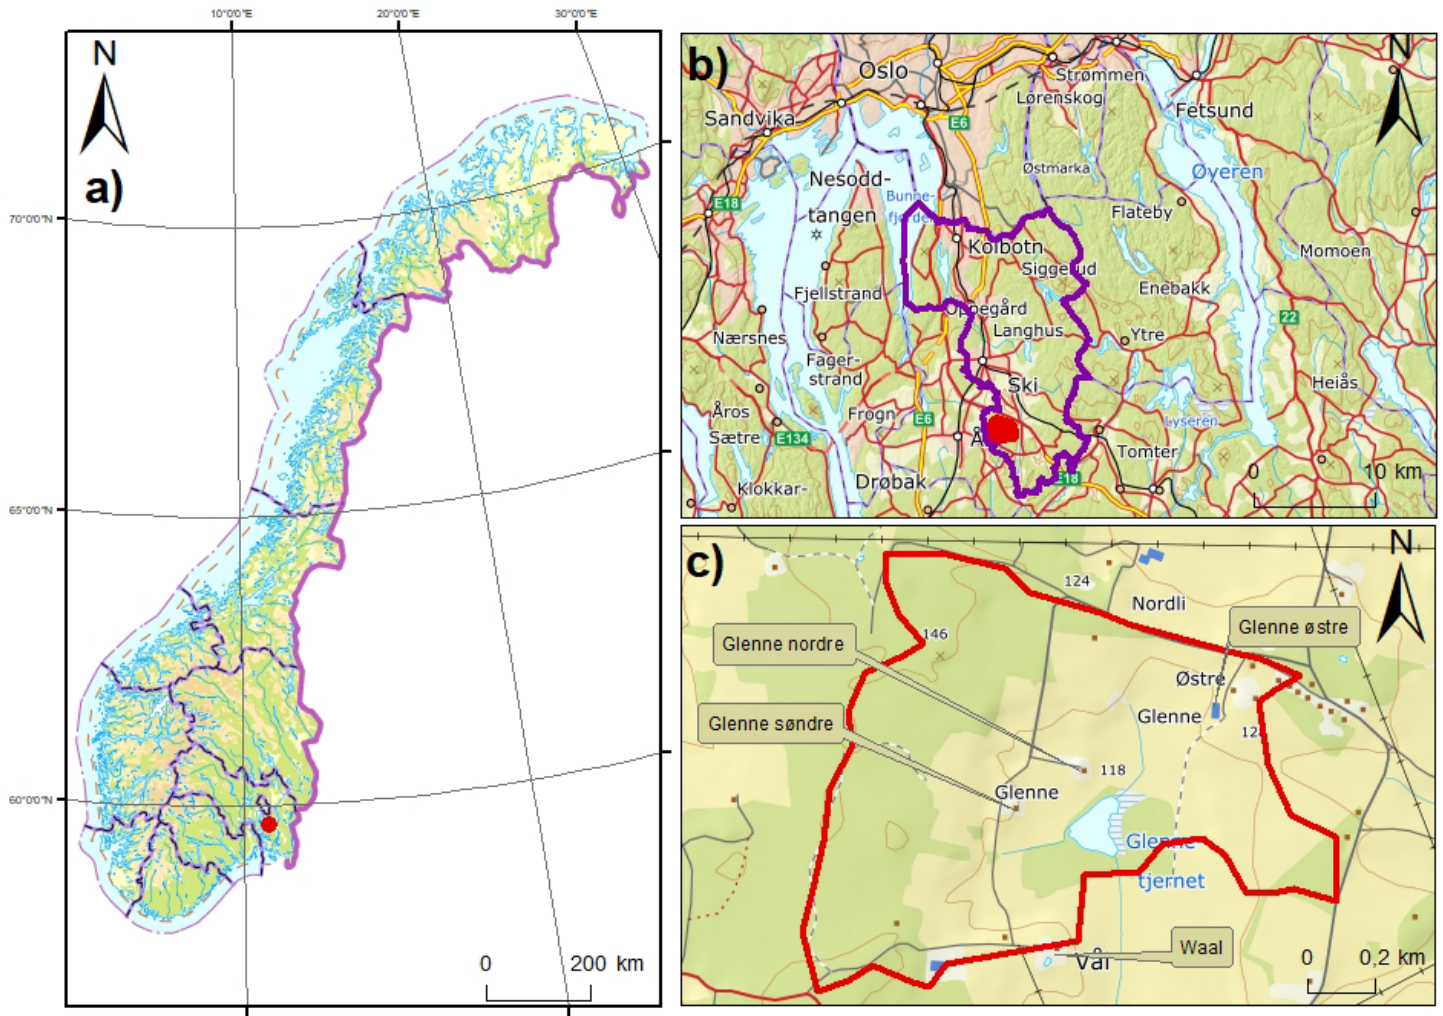 10°0'0"E
20°0'0"E
30°0'0"E
N
a)
70°0'0"N
65°0'0"N
60°0'0"N
0 200 km
b)
N
Oslo
Strømmen
Lørenskog
Fetsund
Sandvika
E6
Østmarka
Øyeren
Nesodd-
tangen
Bunne-
fjorden
E18
Flateby
Kolbotn
Siggerud
Momoen
Enebakk
Fjellstrand
Oppegård
Langhus
22
Nærsnes
Ytre
Fager-
strand
Ski
Heiås
Åros
Frogn
E6
Lyseren
Sætre
E134
Å
Tomter
Drøbak
E18
Klokkar-
0 10 km
c)
N
124
Nordli
Glenne østre
146
Glenne nordre
Østre
Glenne
Glenne søndre
12
118
Glenne
Glenne
tjernet
Waal
Vål
0 0,2 km